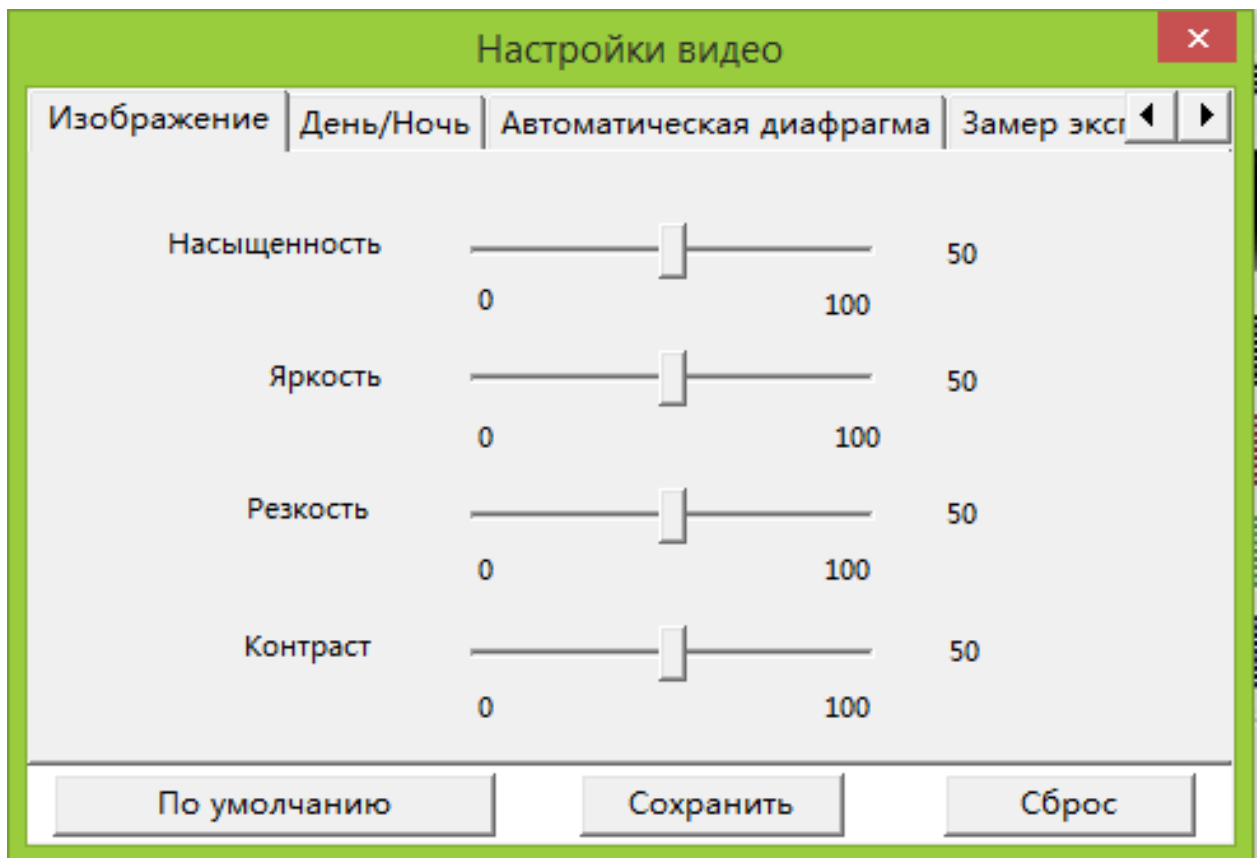 Настройки видео
Изображение День/Ночь Автоматическая диафрагма Замер
Насыщенность 50
0 100
Яркость 50
0 100
Резкость 50
0 100
Контраст 50
0 100
По умолчанию Сохранить Сброс